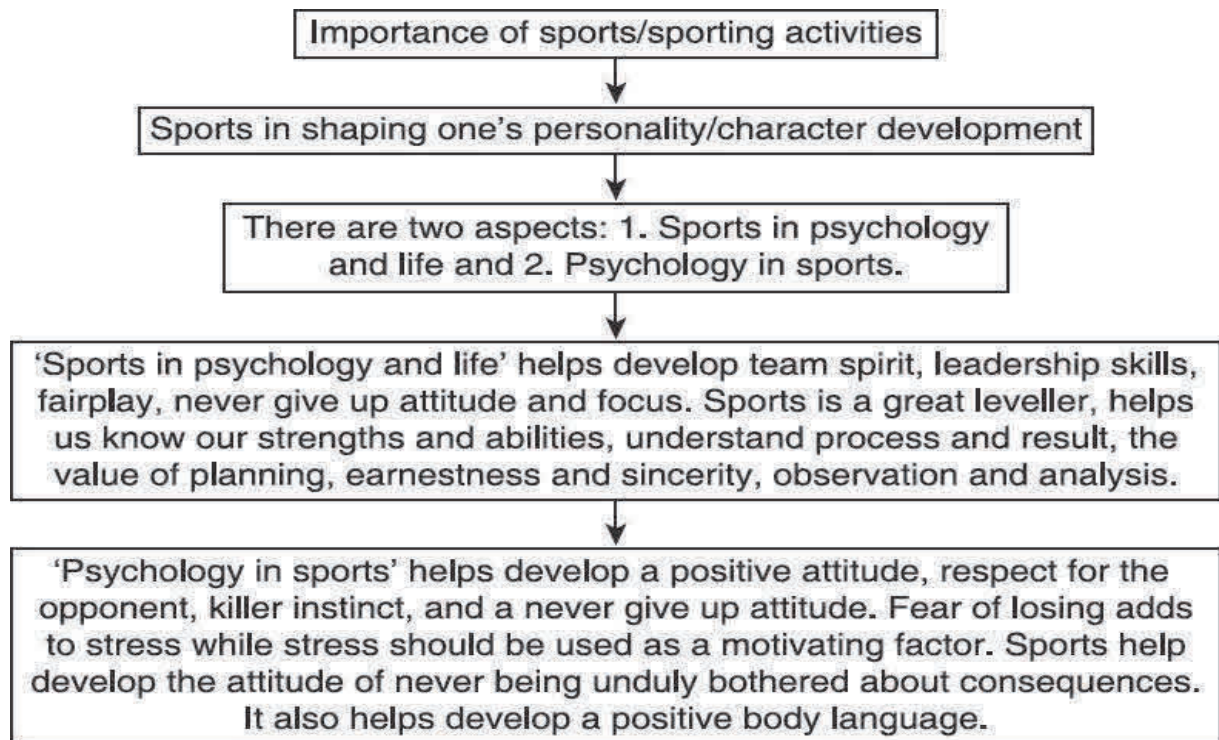 Importance of sports/sporting activities
Sports in shaping one's personality/character development
There are two aspects: 1. Sports in psychology
and life and 2. Psychology in sports.
‘Sports in psychology and life’ helps develop team spirit, leadership skills,
fairplay, never give up attitude and focus. Sports is a great leveller, helps
us know our strengths and abilities, understand process and result, the
value of planning, earnestness and sincerity, observation and analysis.
‘Psychology in sports’ helps develop a positive attitude, respect for the
opponent, killer instinct, and a never give up attitude. Fear of losing adds
to stress while stress should be used as a motivating factor. Sports help
develop the attitude of never being unduly bothered about consequences.
It also helps develop a positive body language.